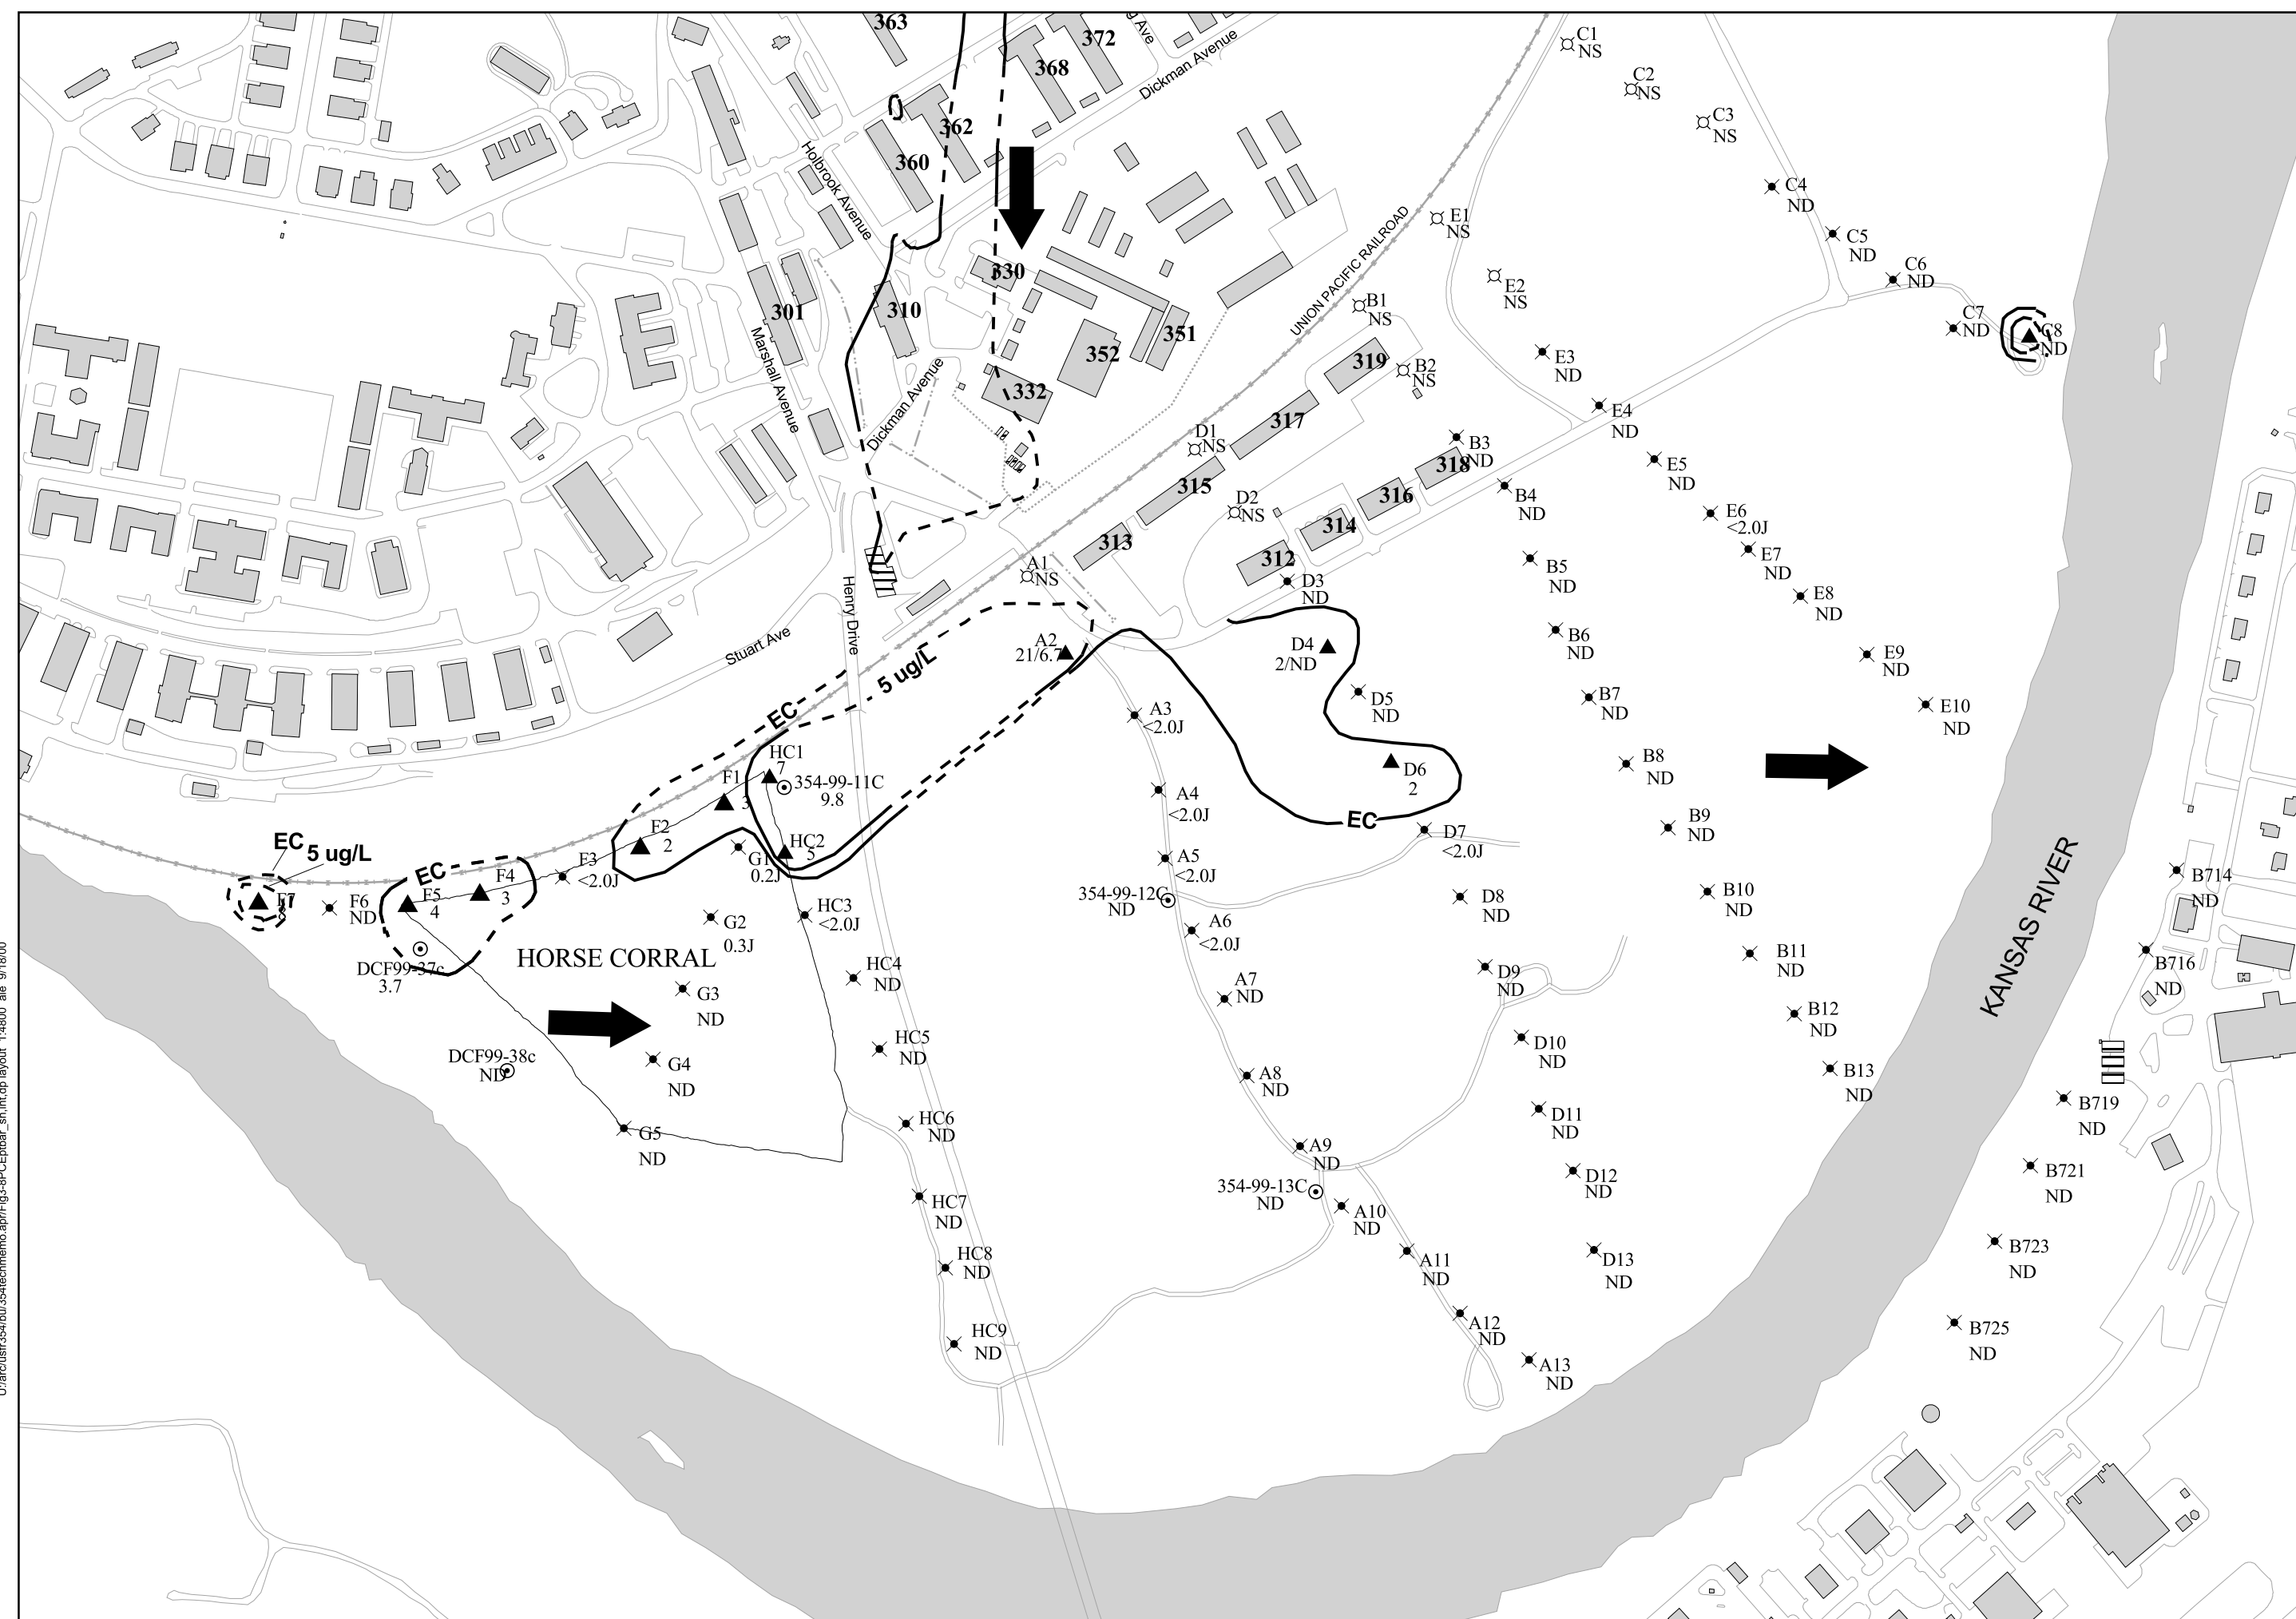 363
372
g Ave
368
Dickman Avenue
C1
NS
C2
NS
C3
NS
362
360
Holbrook Avenue
C4
ND
E1
NS
UNION PACIFIC RAILROAD
C5
ND
C6
ND
330
E2
NS
301
310
B1
NS
C7
ND
C8
ND
351
352
Marshall Avenue
319
E3
ND
B2
NS
332
Dickman Avenue
317
E4
ND
D1
NS
B3
ND
318
E5
ND
315
316
B4
ND
D2
NS
314
E6
<2.0J
313
312
E7
ND
A1
NS
B5
ND
D3
ND
Henry Drive
E8
ND
Stuart Ave
A2
21/6.7
D4
2/ND
B6
ND
E9
ND
5 ug/L
EC
D5
ND
B7
ND
E10
ND
A3
<2.0J
HC1
7
F1
3
354-99-11C
9.8
D6
2
B8
ND
A4
<2.0J
EC
F2
2
HC2
5
D7
<2.0J
B9
ND
KANSAS RIVER
EC
5 ug/L
EC
F3
<2.0J
G1
0.2J
A5
<2.0J
F4
3
F5
4
F6
ND
F7
8
354-99-12C
ND
D8
ND
B10
ND
B714
ND
HC3
<2.0J
G2
0.3J
A6
<2.0J
HORSE CORRAL
DCF99-37c
3.7
B11
ND
B716
ND
HC4
ND
D9
ND
A7
ND
G3
ND
B12
ND
HC5
ND
D10
ND
DCF99-38c
ND
G4
ND
A8
ND
B13
ND
B719
ND
HC6
ND
D11
ND
G5
ND
A9
ND
B721
ND
D12
ND
354-99-13C
ND
HC7
ND
A10
ND
B723
ND
HC8
ND
A11
ND
D13
ND
HC9
ND
A12
ND
B725
ND
A13
ND